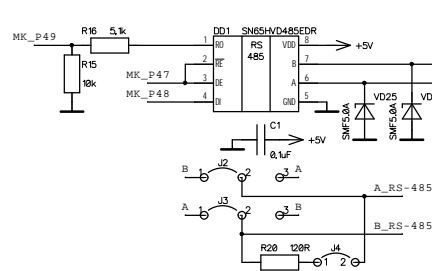 R16 5,1k DD1 SN65HVD485EDR
MK_P49 1 RO RS 485 VDD 8 +5V
R15 10k
2 RE B 7
MK_P47 3 DE A 6
MK_P48 4 DI GND 5
SMF5.0A VD25 SMF5.0A VD
C1 +5V
0,1uF
B 1 J2 2 3 A
A_RS-485
A 1 J3 2 3 B
B_RS-485
R20 120R 1 J4 2